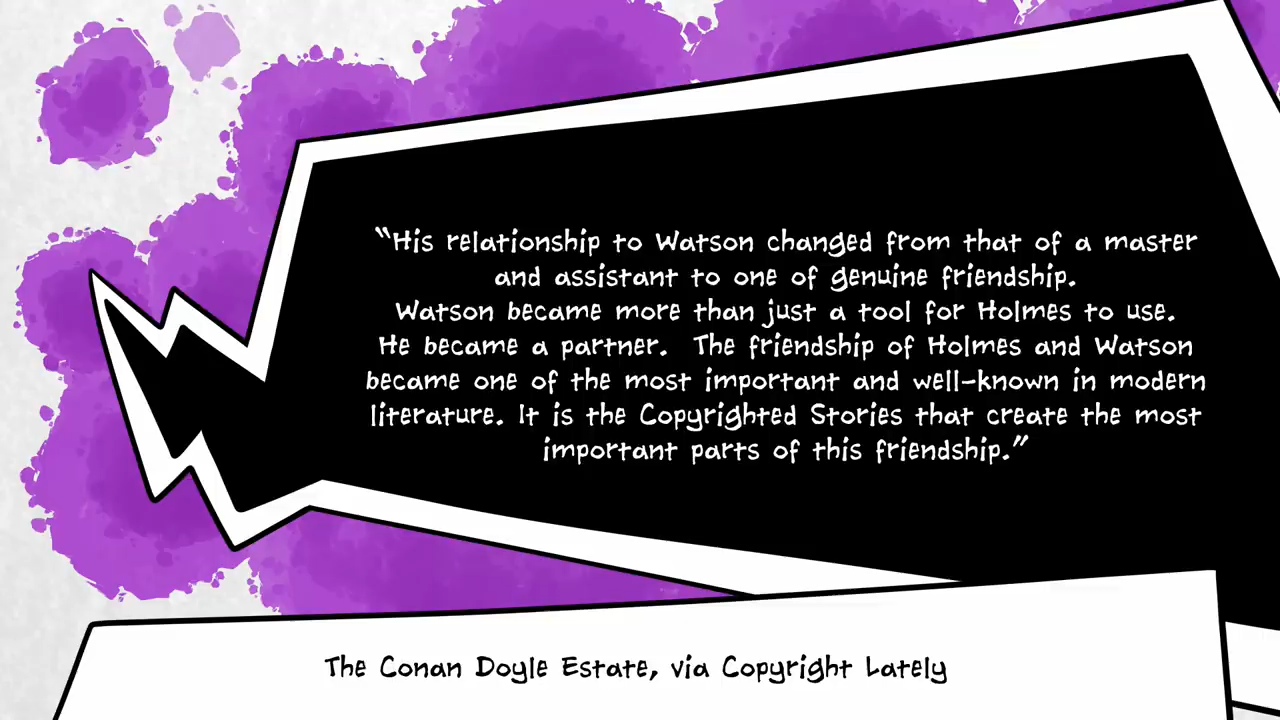 “His relationship to Watson changed from that of a master
and assistant to one of genuine friendship.
Watson became more than just a tool for Holmes to use.
He became a partner.  The friendship of Holmes and Watson
became one of the most important and well-known in modern
literature. It is the Copyrighted Stories that create the most
important parts of this friendship.”
The Conan Doyle Estate, via Copyright Lately